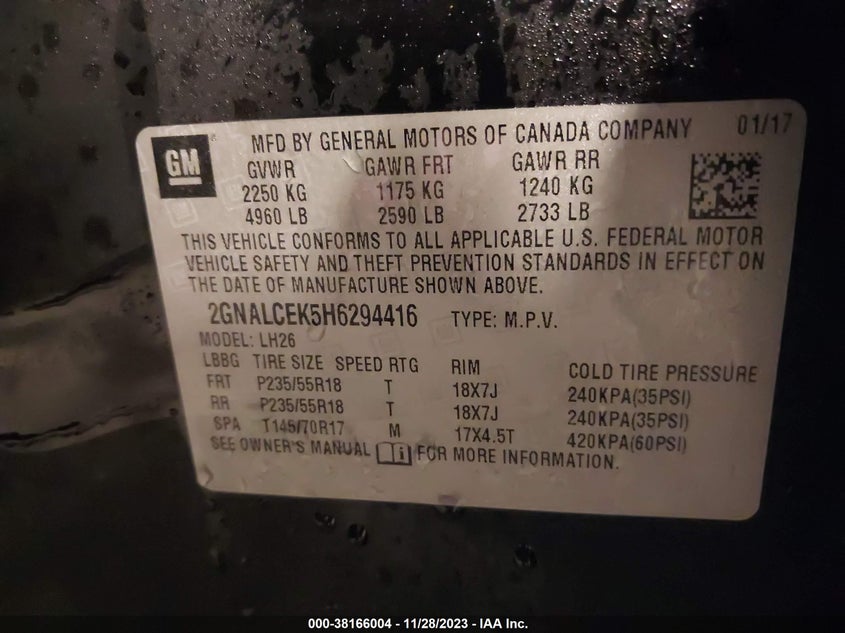 GM
MFD BY GENERAL MOTORS OF CANADA COMPANY 01/17
GVWR GAWR FRT GAWR RR
2250 KG 1175 KG 1240 KG
4960 LB 2590 LB 2733 LB
THIS VEHICLE CONFORMS TO ALL APPLICABLE U.S. FEDERAL MOTOR
VEHICLE SAFETY AND THEFT PREVENTION STANDARDS IN EFFECT ON
THE DATE OF MANUFACTURE SHOWN ABOVE.
2GNALCEK5H6294416 TYPE: M.P.V.
MODEL: LH26
LBBG TIRE SIZE SPEED RTG RIM COLD TIRE PRESSURE
FRT P235/55R18 T 18X7J 240KPA(35PSI)
RR P235/55R18 T 18X7J 240KPA(35PSI)
SPA T145/70R17 M 17X4.5T 420KPA(60PSI)
SEE OWNER'S MANUAL i FOR MORE INFORMATION.
000-38166004 - 11/28/2023 - IAA Inc.